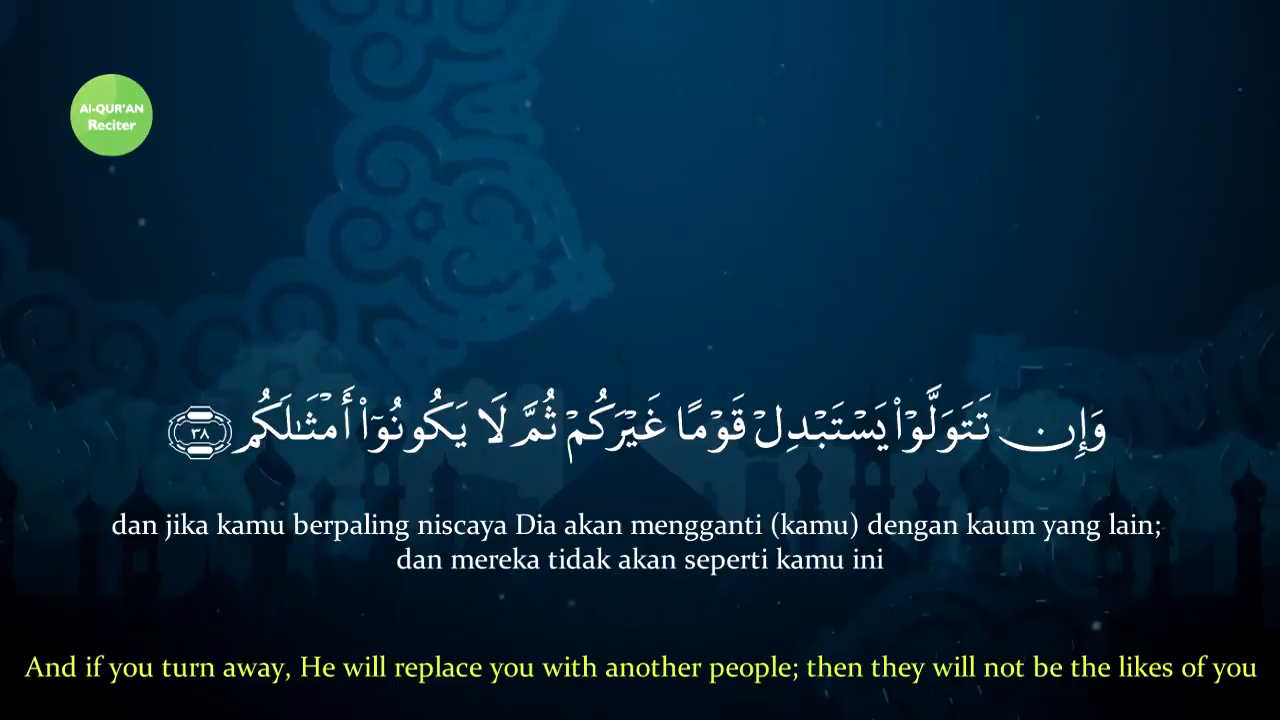 Al-QUR'AN
Reciter
وَإِن تَتَوَلَّوْا۟ يَسْتَبْدِلْ قَوْمًا غَيْرَكُمْ ثُمَّ لَا يَكُونُوٓا۟ أَمْثَـٰلَكُم ٣٨
dan jika kamu berpaling niscaya Dia akan mengganti (kamu) dengan kaum yang lain;
dan mereka tidak akan seperti kamu ini
And if you turn away, He will replace you with another people; then they will not be the likes of you